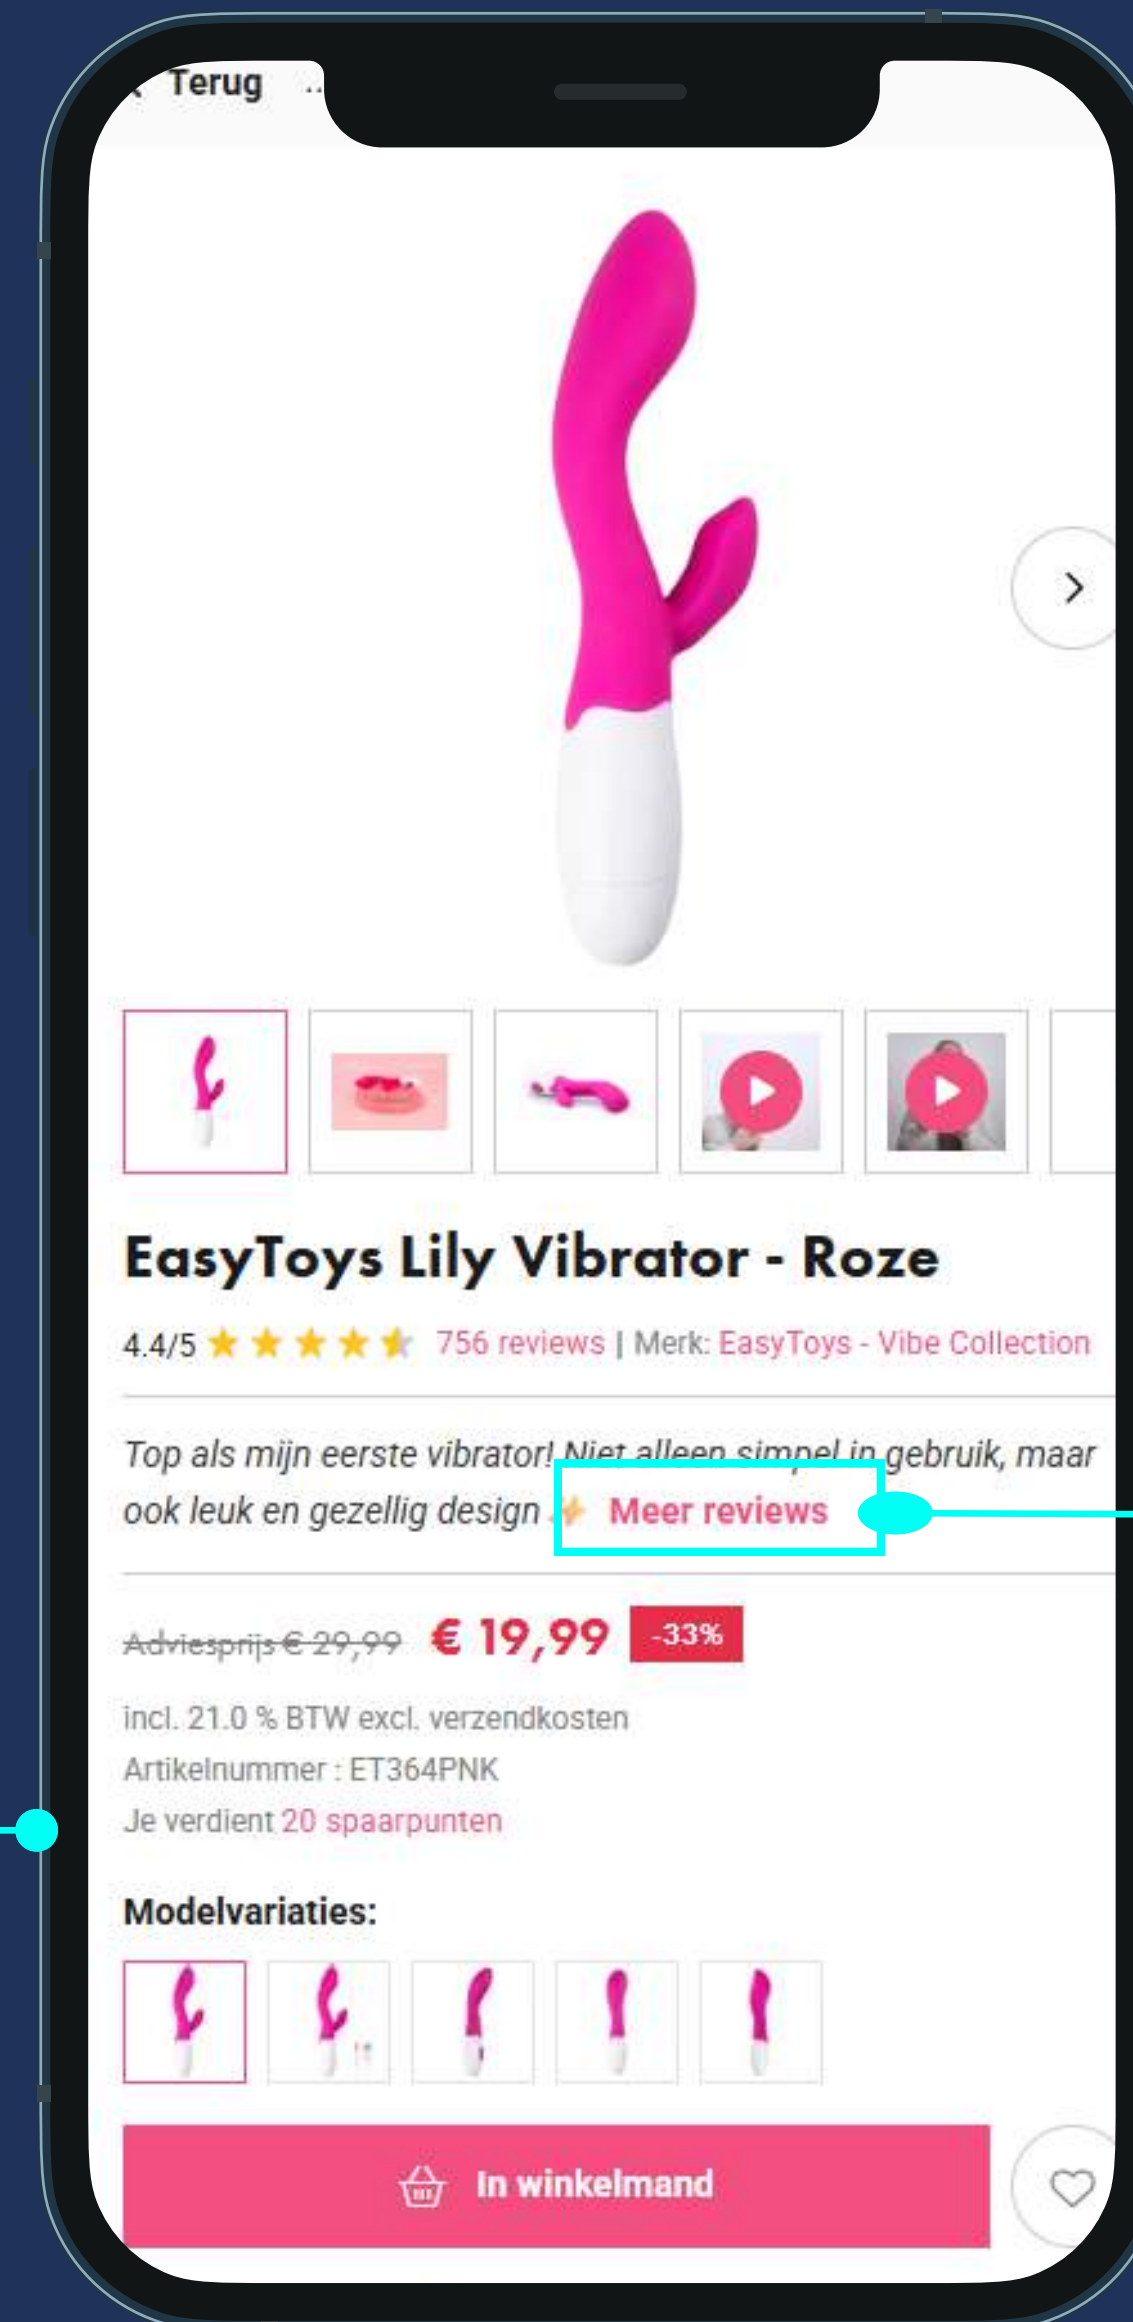 Terug ..
EasyToys Lily Vibrator - Roze
4.4/5 756 reviews | Merk: EasyToys - Vibe Collection
Top als mijn eerste vibrator! Niet alleen simpel in gebruik, maar
ook leuk en gezellig design ✨ Meer reviews
Adviesprijs € 29,99 € 19,99 -33%
incl. 21.0 % BTW excl. verzendkosten
Artikelnummer : ET364PNK
Je verdient 20 spaarpunten
Modelvariaties:
In winkelmand